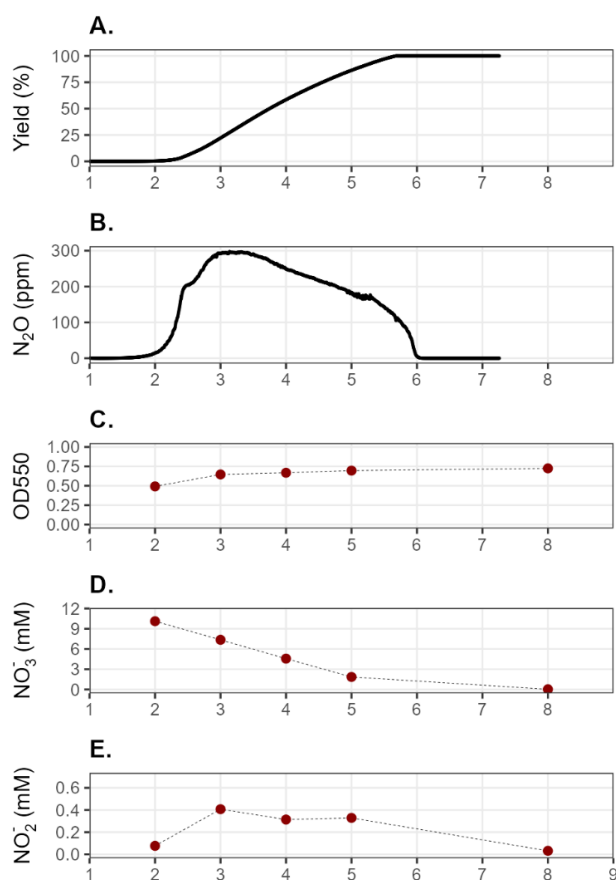 A.
Yield (%)
100
75
50
25
0
1 2 3 4 5 6 7 8
B.
N₂O (ppm)
300
200
100
0
1 2 3 4 5 6 7 8
C.
OD550
1.00
0.75
0.50
0.25
0.00
1 2 3 4 5 6 7 8
D.
NO₃⁻ (mM)
12
9
6
3
0
1 2 3 4 5 6 7 8
E.
NO₂⁻ (mM)
0.6
0.4
0.2
0.0
1 2 3 4 5 6 7 8 9